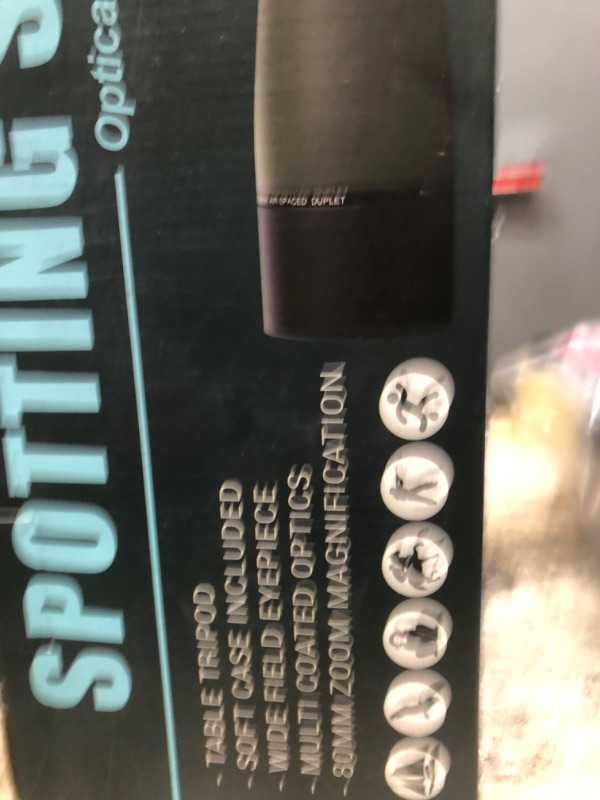 SPOTTING S
Optica
AIR-SPACED DUPLET
- TABLE TRIPOD
- SOFT CASE INCLUDED
- WIDE FIELD EYEPIECE
- MULTI COATED OPTICS
- 80MM ZOOM MAGNIFICATION